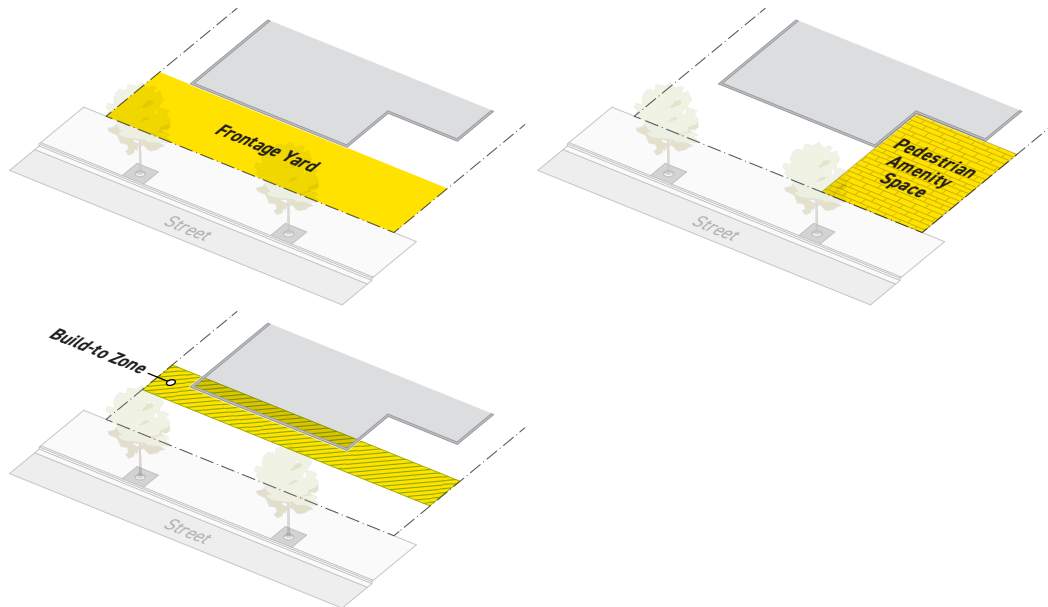 Frontage Yard
Street
Pedestrian
Amenity
Space
Street
Build-to Zone
Street